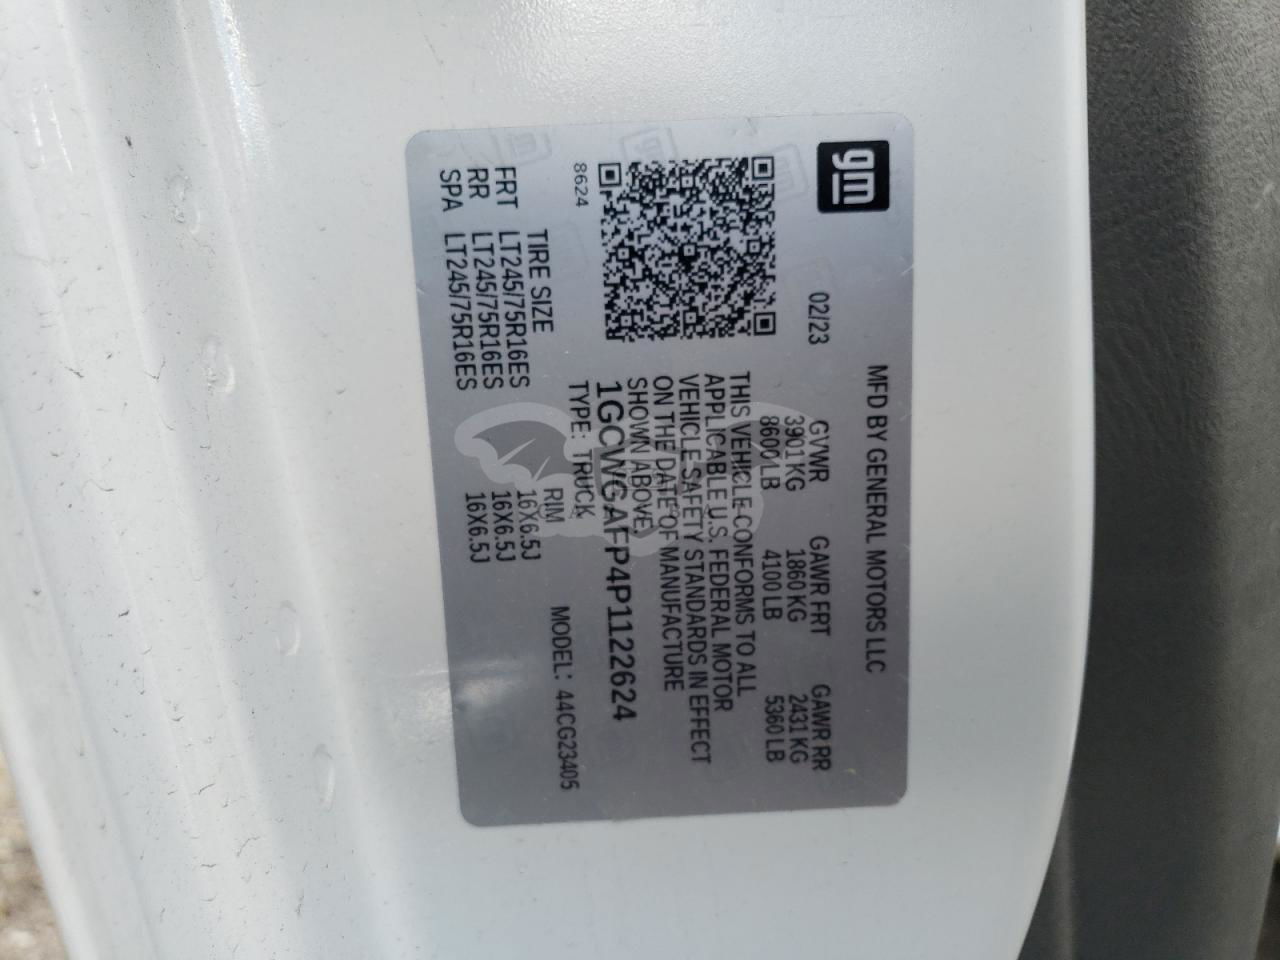 gm
MFD BY GENERAL MOTORS LLC
02/23 GVWR GAWR FRT GAWR RR
3901 KG 1860 KG 2431 KG
8600 LB 4100 LB 5360 LB
THIS VEHICLE CONFORMS TO ALL
APPLICABLE U.S. FEDERAL MOTOR
VEHICLE SAFETY STANDARDS IN EFFECT
ON THE DATE OF MANUFACTURE
SHOWN ABOVE.
1GCWGAFP4P1122624
8624 TYPE: TRUCK MODEL: 44CG23405
TIRE SIZE RIM
FRT LT245/75R16ES 16X6.5J
RR LT245/75R16ES 16X6.5J
SPA LT245/75R16ES 16X6.5J